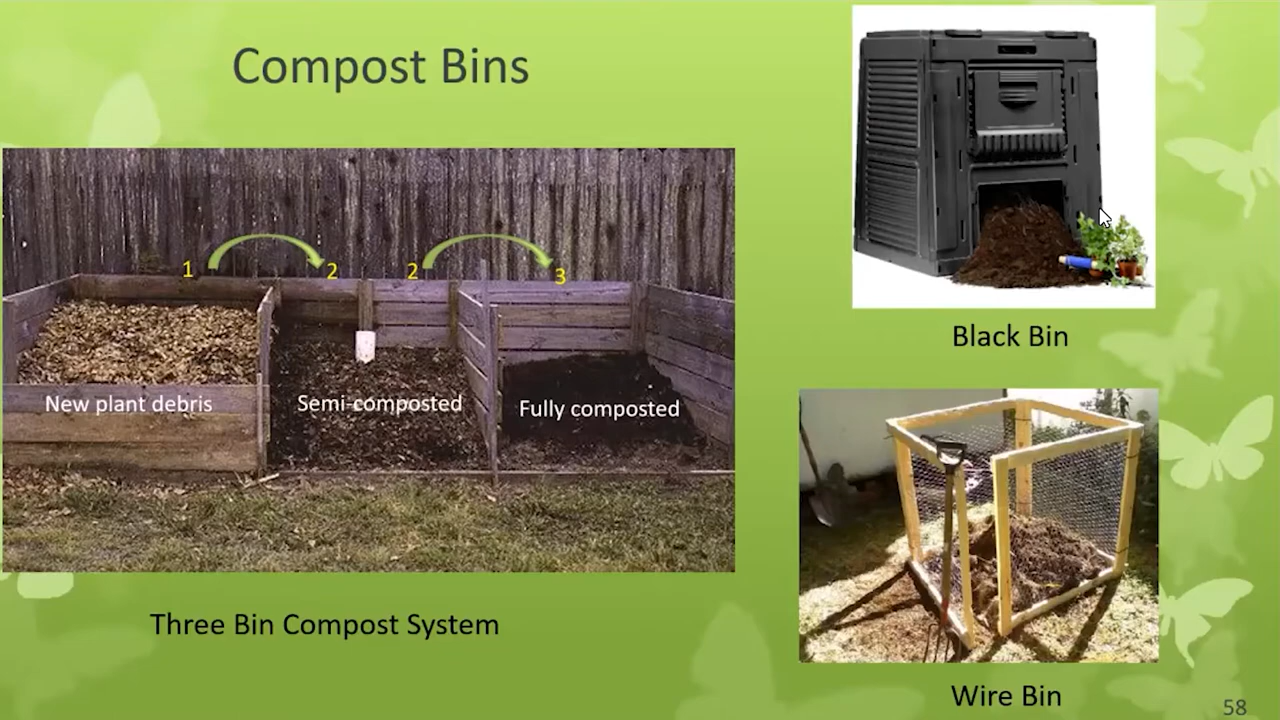 Compost Bins
1
2
2
3
New plant debris
Semi-composted
Fully composted
Three Bin Compost System
Black Bin
Wire Bin
58